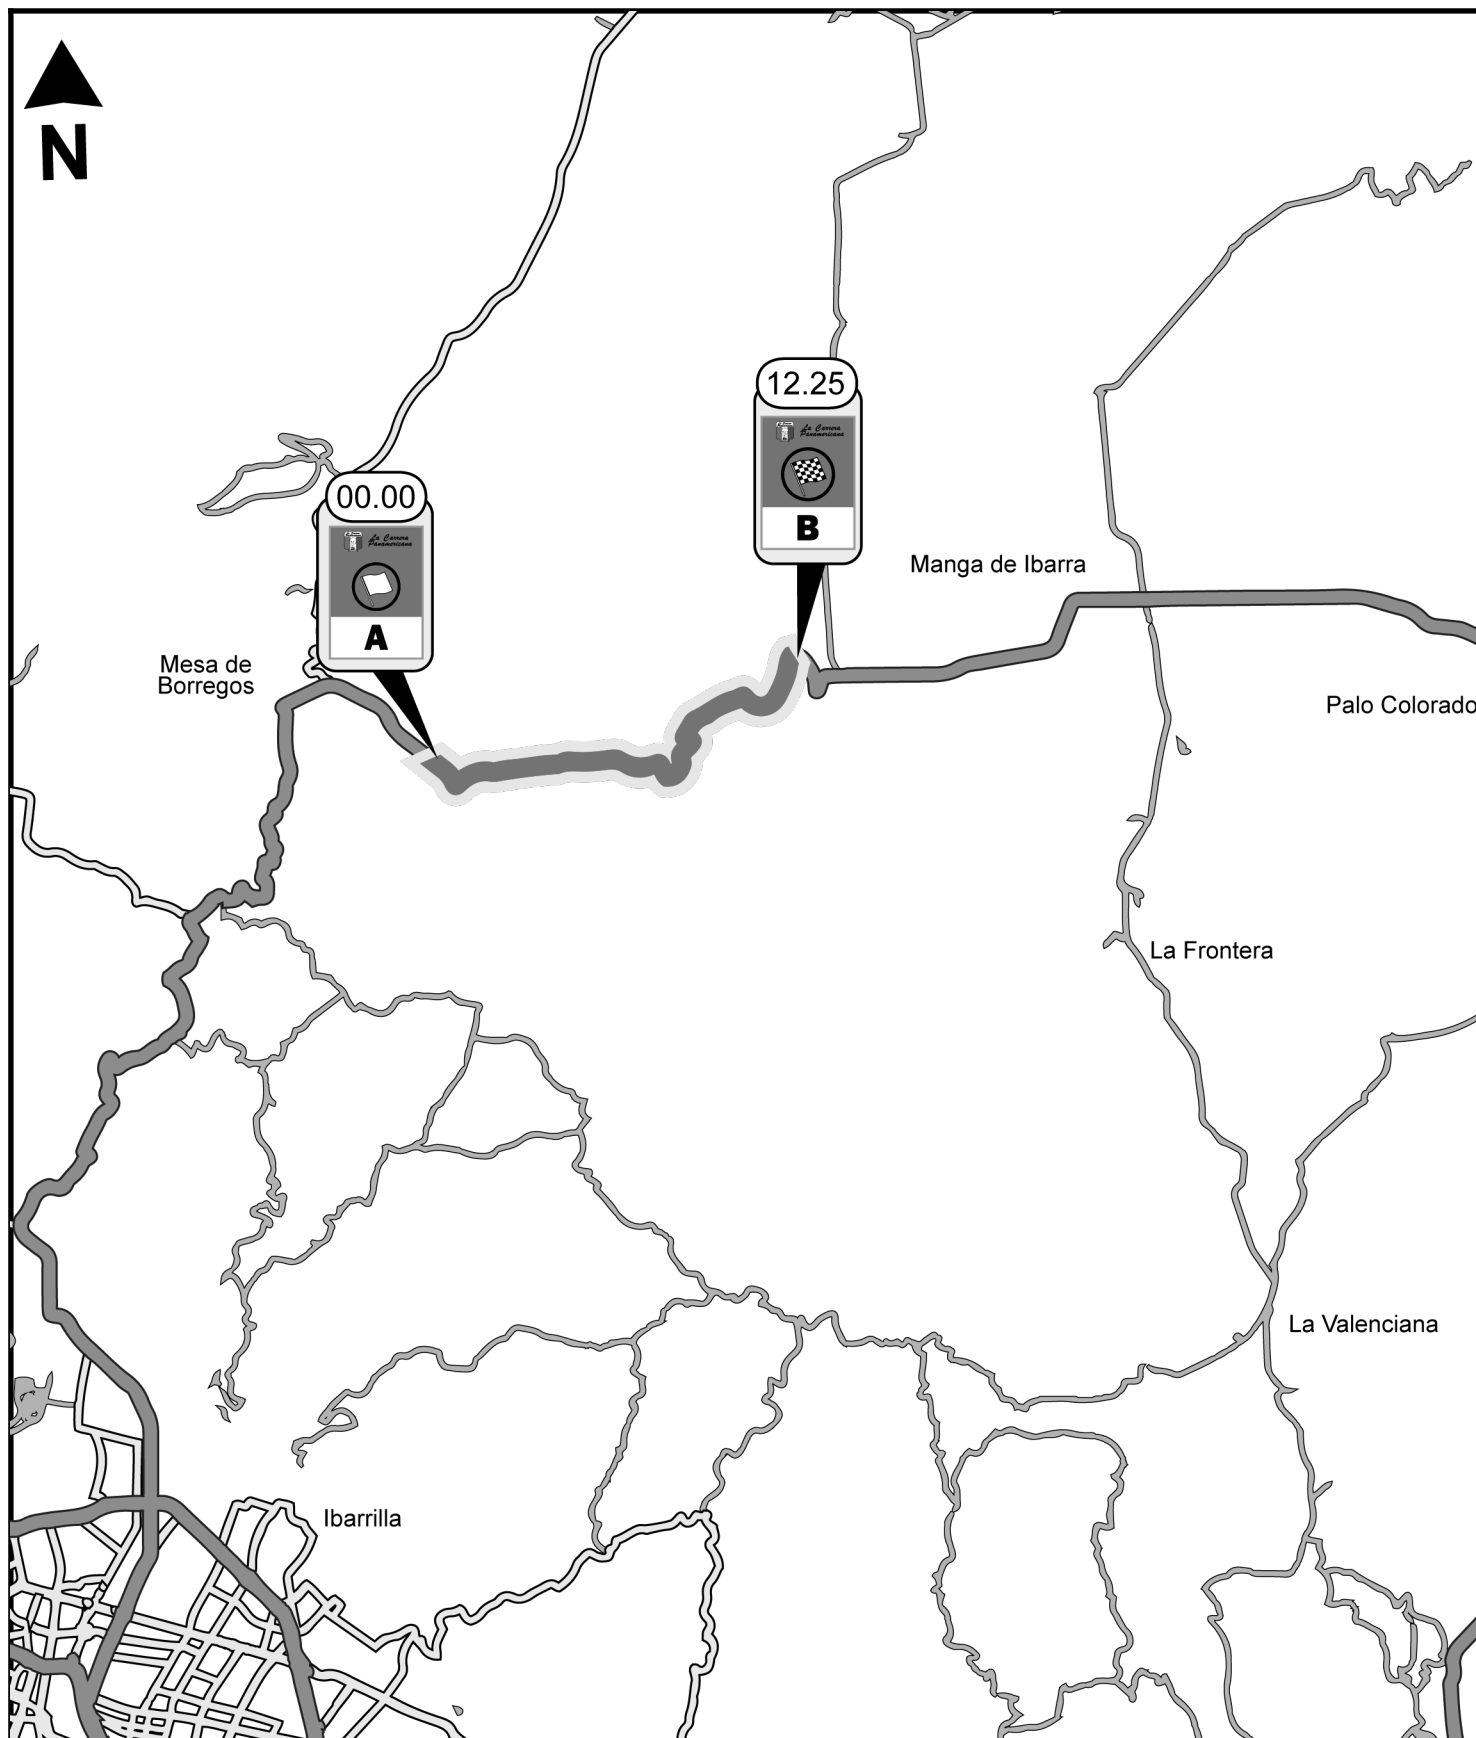 N
12.25
La Carrera
Panamericana
B
00.00
La Carrera
Panamericana
A
Manga de Ibarra
Mesa de
Borregos
Palo Colorado
La Frontera
La Valenciana
Ibarrilla